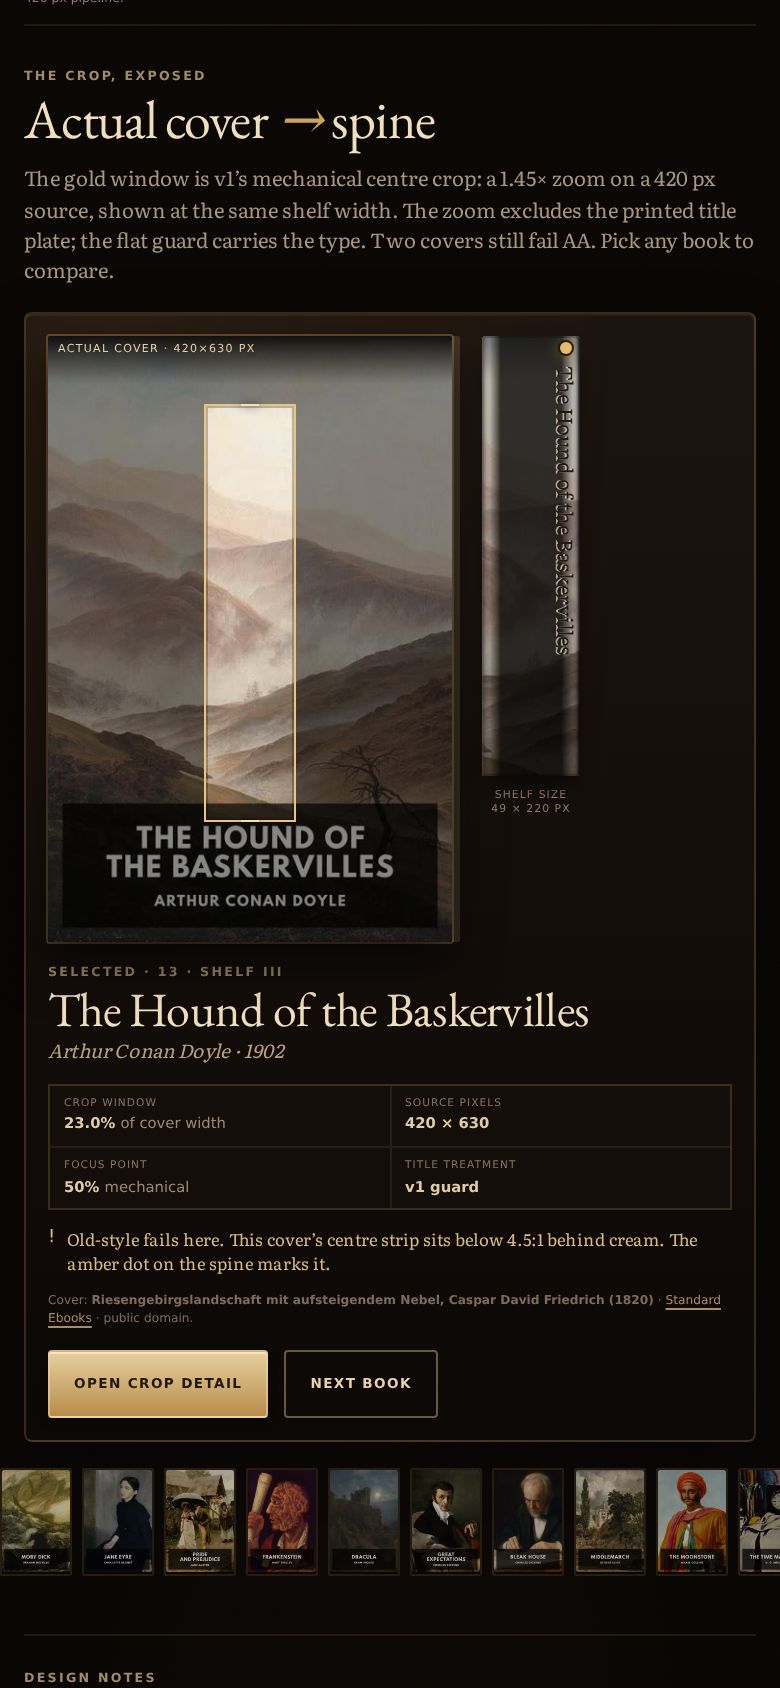 420 px pipeline.
THE CROP, EXPOSED
Actual cover → spine
The gold window is v1’s mechanical centre crop: a 1.45× zoom on a 420 px
source, shown at the same shelf width. The zoom excludes the printed title
plate; the flat guard carries the type. Two covers still fail AA. Pick any book to
compare.
ACTUAL COVER · 420×630 PX
The Hound of the Baskervilles
SHELF SIZE
49 × 220 PX
THE HOUND OF
THE BASKERVILLES
ARTHUR CONAN DOYLE
SELECTED · 13 · SHELF III
The Hound of the Baskervilles
Arthur Conan Doyle · 1902
CROP WINDOW
23.0% of cover width
SOURCE PIXELS
420 × 630
FOCUS POINT
50% mechanical
TITLE TREATMENT
v1 guard
! Old-style fails here. This cover’s centre strip sits below 4.5:1 behind cream. The
amber dot on the spine marks it.
Cover: Riesengebirgslandschaft mit aufsteigendem Nebel, Caspar David Friedrich (1820) · Standard
Ebooks · public domain.
OPEN CROP DETAIL
NEXT BOOK
MOBY DICK
JANE EYRE
PRIDE
AND PREJUDICE
FRANKENSTEIN
DRACULA
GREAT
EXPECTATIONS
BLEAK HOUSE
MIDDLEMARCH
THE MOONSTONE
THE TIME
DESIGN NOTES